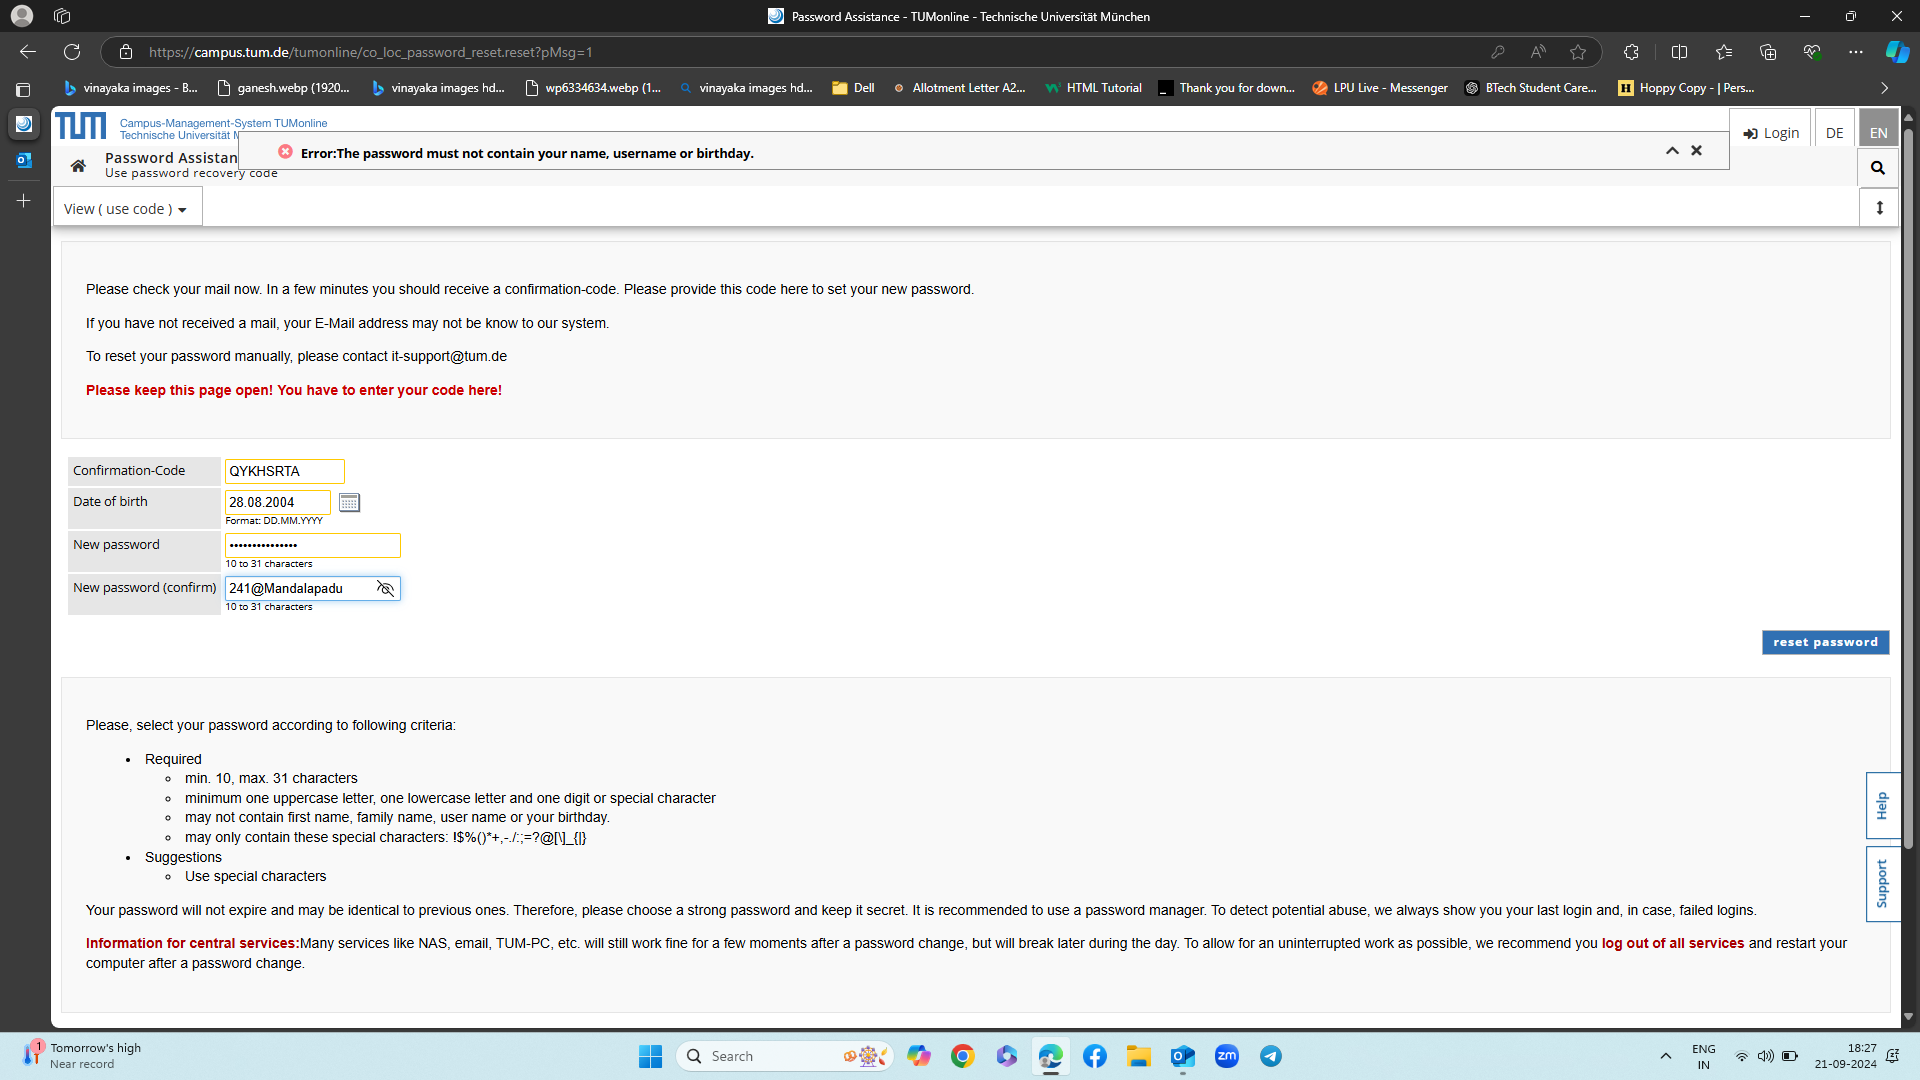 Password Assistance - TUMonline - Technische Universität München
https://campus.tum.de/tumonline/co_loc_password_reset.reset?pMsg=1
vinayaka images - B...
ganesh.webp (1920...
vinayaka images hd...
wp6334634.webp (1...
vinayaka images hd...
Dell
Allotment Letter A2...
HTML Tutorial
Thank you for down...
LPU Live - Messenger
BTech Student Care...
Hoppy Copy - | Pers...
TUM
Campus-Management-System TUMonline
Technische Universität M
Login
DE
EN
Password Assistan
Error:The password must not contain your name, username or birthday.
Use password recovery code
View ( use code )
Please check your mail now. In a few minutes you should receive a confirmation-code. Please provide this code here to set your new password.
If you have not received a mail, your E-Mail address may not be know to our system.
To reset your password manually, please contact it-support@tum.de
Please keep this page open! You have to enter your code here!
Confirmation-Code QYKHSRTA
Date of birth 28.08.2004
Format: DD.MM.YYYY
New password •••••••••••••••
10 to 31 characters
New password (confirm) 241@Mandalapadu
10 to 31 characters
reset password
Please, select your password according to following criteria:
• Required
◦ min. 10, max. 31 characters
◦ minimum one uppercase letter, one lowercase letter and one digit or special character
◦ may not contain first name, family name, user name or your birthday.
◦ may only contain these special characters: !$%()*+,-./:;=?@[\]_{|}
• Suggestions
◦ Use special characters
Help
Support
Your password will not expire and may be identical to previous ones. Therefore, please choose a strong password and keep it secret. It is recommended to use a password manager. To detect potential abuse, we always show you your last login and, in case, failed logins.
Information for central services:Many services like NAS, email, TUM-PC, etc. will still work fine for a few moments after a password change, but will break later during the day. To allow for an uninterrupted work as possible, we recommend you log out of all services and restart your
computer after a password change.
1
Tomorrow's high
Near record
Search
zm
ENG
IN
18:27
21-09-2024